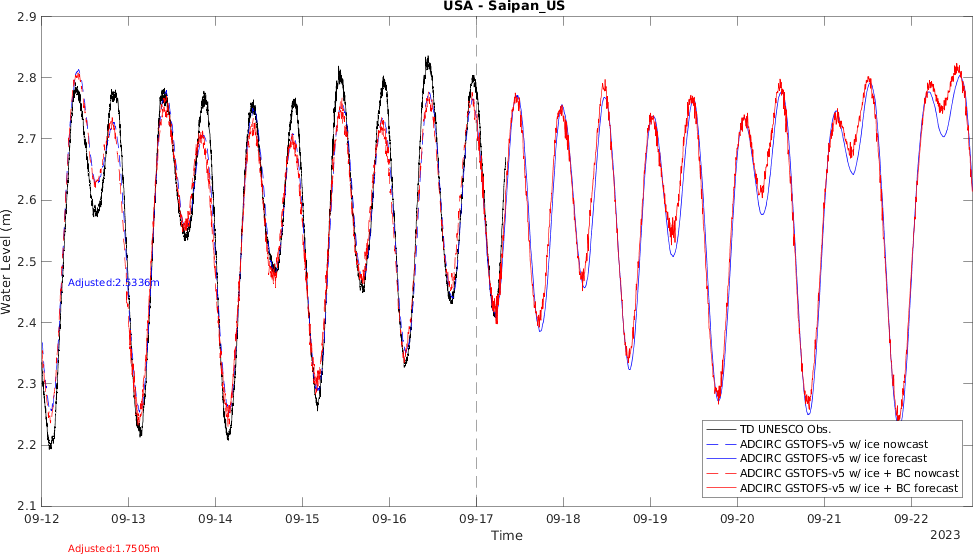 USA - Saipan_US
2.9
2.8
2.7
2.6
2.5
2.4
2.3
2.2
2.1
Water Level (m)
Adjusted:2.5336m
TD UNESCO Obs.
ADCIRC GSTOFS-v5 w/ ice nowcast
ADCIRC GSTOFS-v5 w/ ice forecast
ADCIRC GSTOFS-v5 w/ ice + BC nowcast
ADCIRC GSTOFS-v5 w/ ice + BC forecast
09-12 09-13 09-14 09-15 09-16 09-17 09-18 09-19 09-20 09-21 09-22
Time
2023
Adjusted:1.7505m